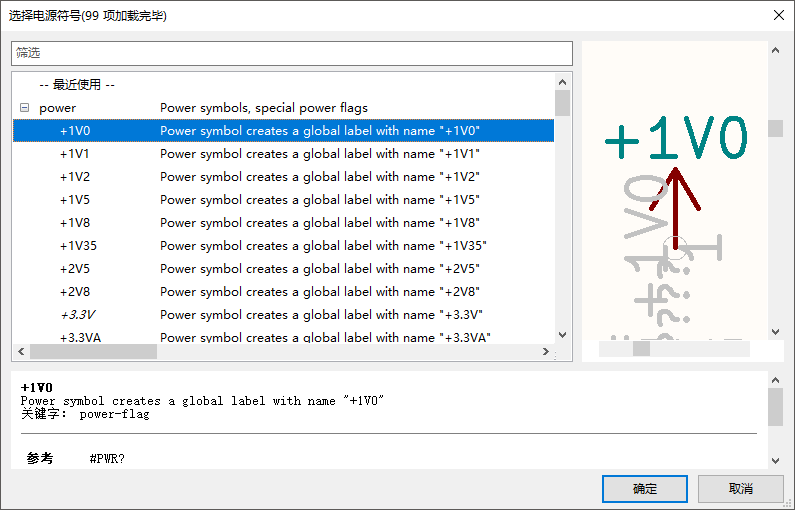 选择电源符号(99 项加载完毕)
筛选
-- 最近使用 --
power Power symbols, special power flags
+1V0 Power symbol creates a global label with name "+1V0"
+1V1 Power symbol creates a global label with name "+1V1"
+1V2 Power symbol creates a global label with name "+1V2"
+1V5 Power symbol creates a global label with name "+1V5"
+1V8 Power symbol creates a global label with name "+1V8"
+1V35 Power symbol creates a global label with name "+1V35"
+2V5 Power symbol creates a global label with name "+2V5"
+2V8 Power symbol creates a global label with name "+2V8"
+3.3V Power symbol creates a global label with name "+3.3V"
+3.3VA Power symbol creates a global label with name "+3.3VA"
+1V0
+1V0
1
+1V0
Power symbol creates a global label with name "+1V0"
关键字： power-flag
参考 #PWR?
确定
取消